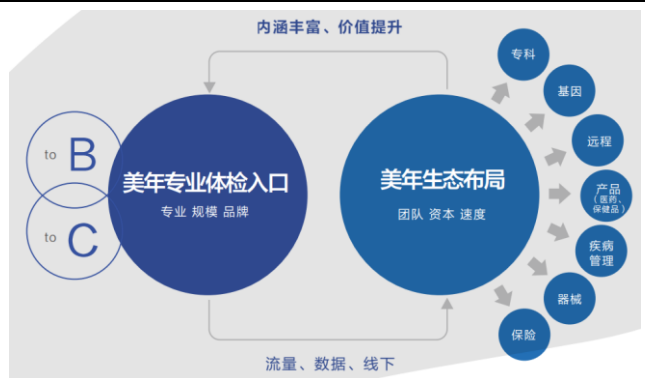 内涵丰富、价值提升
to B
to C
美年专业体检入口
专业 规模 品牌
美年生态布局
团队 资本 速度
专科
基因
远程
产品
（医药、
保健品）
疾病
管理
器械
保险
流量、数据、线下